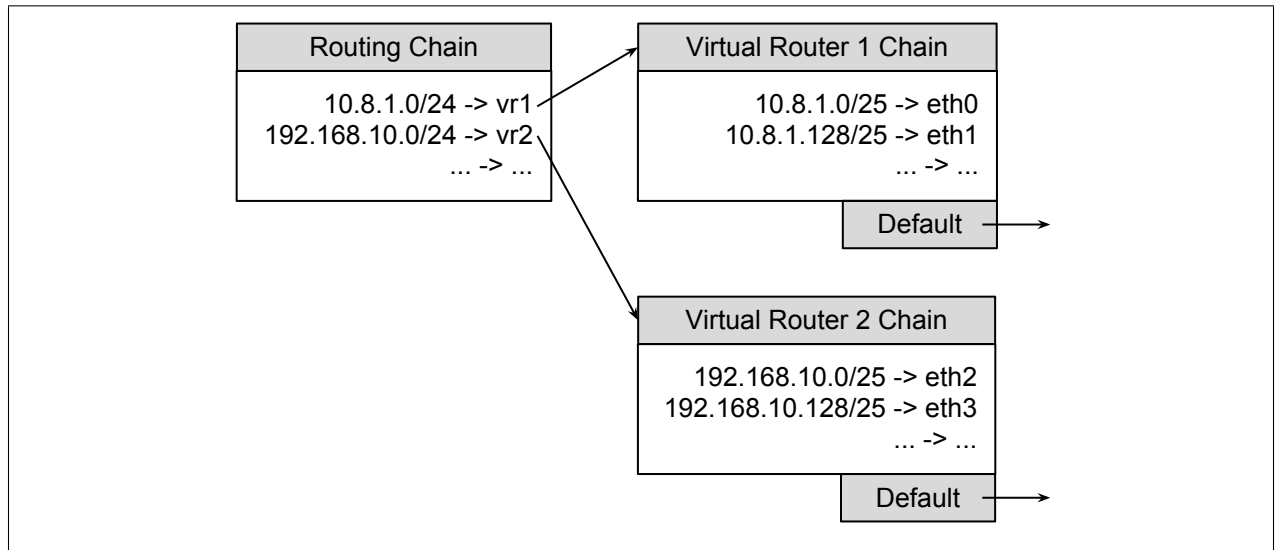 Routing Chain
10.8.1.0/24 -> vr1
192.168.10.0/24 -> vr2
... -> ...
Virtual Router 1 Chain
10.8.1.0/25 -> eth0
10.8.1.128/25 -> eth1
... -> ...
Default
Virtual Router 2 Chain
192.168.10.0/25 -> eth2
192.168.10.128/25 -> eth3
... -> ...
Default